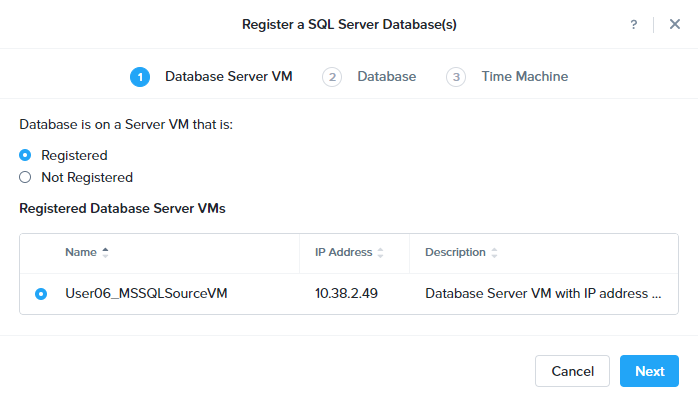 Register a SQL Server Database(s)
?
1 Database Server VM 2 Database 3 Time Machine
Database is on a Server VM that is:
Registered
Not Registered
Registered Database Server VMs
Name IP Address Description
User06_MSSQLSourceVM 10.38.2.49 Database Server VM with IP address ...
Cancel Next